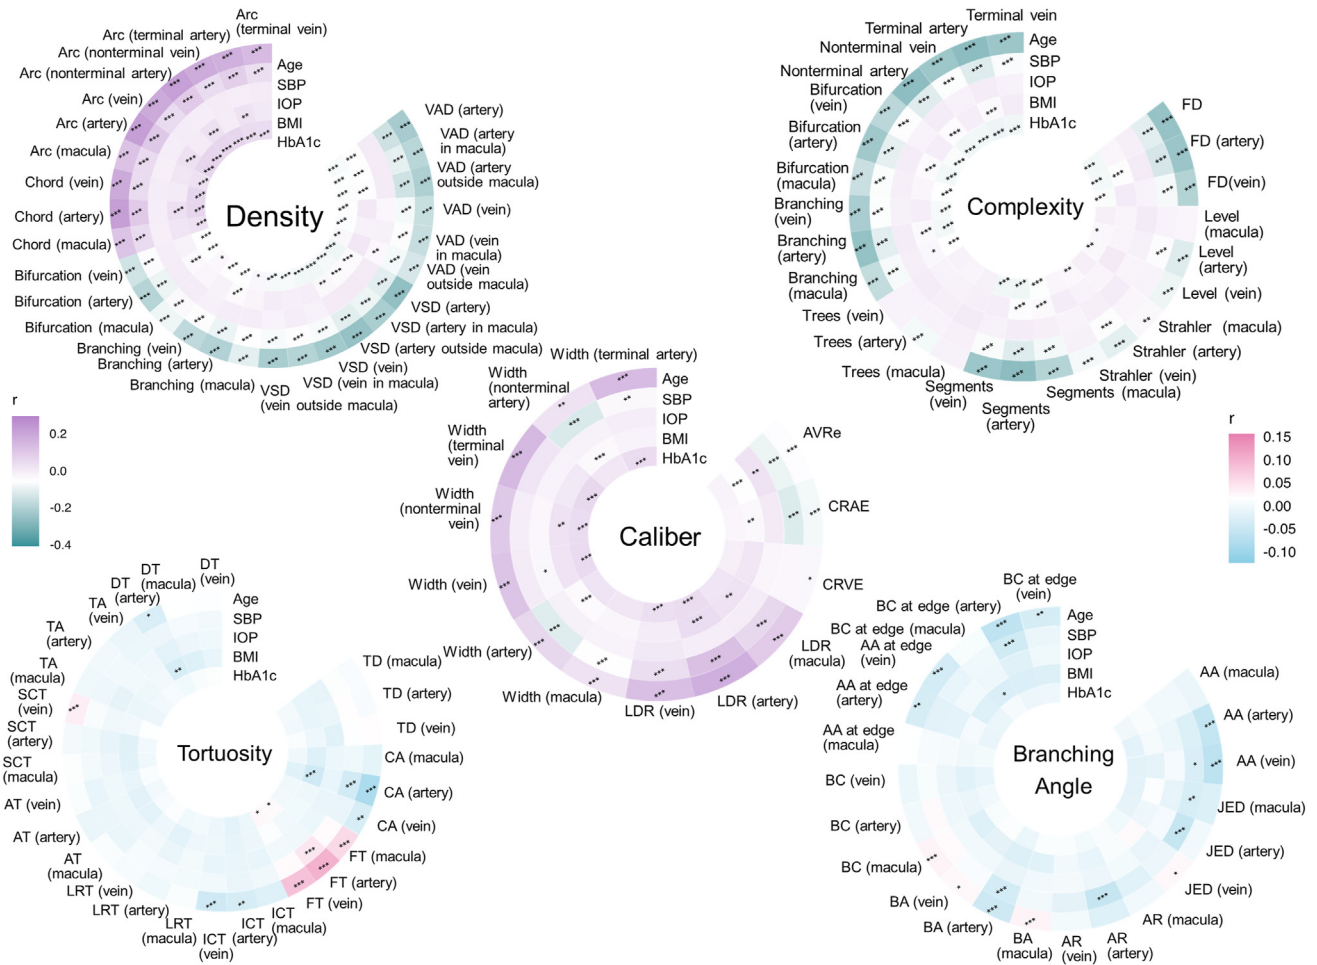 Arc
(terminal vein)
Arc (terminal artery)
Arc (nonterminal vein)
Arc (nonterminal artery)
Arc (vein)
Arc (artery)
Arc (macula)
Chord (vein)
Chord (artery)
Chord (macula)
Bifurcation (vein)
Bifurcation (artery)
Bifurcation (macula)
Branching (vein)
Branching (artery)
Branching (macula)
VSD
(vein outside macula)
VSD
(vein in macula)
VSD (vein)
VSD (artery outside macula)
VSD (artery in macula)
VSD (artery)
VAD
(vein
outside macula)
VAD
(vein
in macula)
VAD (vein)
VAD
(artery
outside macula)
VAD
(artery
in macula)
VAD (artery)
Age
SBP
IOP
BMI
HbA1c
Density
Terminal vein
Terminal artery
Nonterminal vein
Nonterminal artery
Bifurcation
(vein)
Bifurcation
(artery)
Bifurcation
(macula)
Branching
(vein)
Branching
(artery)
Branching
(macula)
Trees (vein)
Trees (artery)
Trees (macula)
Segments
(vein)
Segments
(artery)
Segments (macula)
Strahler (vein)
Strahler (artery)
Strahler (macula)
Level (vein)
Level
(artery)
Level
(macula)
FD(vein)
FD (artery)
FD
Age
SBP
IOP
BMI
HbA1c
Complexity
Width (terminal artery)
Width
(nonterminal
artery)
Width
(terminal
vein)
Width
(nonterminal
vein)
Width (vein)
Width (artery)
Width (macula)
LDR (vein)
LDR (artery)
LDR
(macula)
CRVE
CRAE
AVRe
Age
SBP
IOP
BMI
HbA1c
Caliber
r
0.2
0.0
-0.2
-0.4
r
0.15
0.10
0.05
0.00
-0.05
-0.10
DT
(vein)
DT
(macula)
DT
(artery)
TA
(vein)
TA
(artery)
TA
(macula)
SCT
(vein)
SCT
(artery)
SCT
(macula)
AT (vein)
AT (artery)
AT
(macula)
LRT (vein)
LRT (artery)
LRT
(macula)
ICT
(vein)
ICT
(artery)
ICT
(macula)
FT (vein)
FT (artery)
FT (macula)
CA (vein)
CA (artery)
CA (macula)
TD (vein)
TD (artery)
TD (macula)
Age
SBP
IOP
BMI
HbA1c
Tortuosity
BC at edge
(vein)
BC at edge (artery)
BC at edge (macula)
AA at edge
(vein)
AA at edge
(artery)
AA at edge
(macula)
BC (vein)
BC (artery)
BC (macula)
BA (vein)
BA (artery)
BA
(macula)
AR
(vein)
AR
(artery)
AR (macula)
JED (vein)
JED (artery)
JED (macula)
AA (vein)
AA (artery)
AA (macula)
Age
SBP
IOP
BMI
HbA1c
Branching
Angle